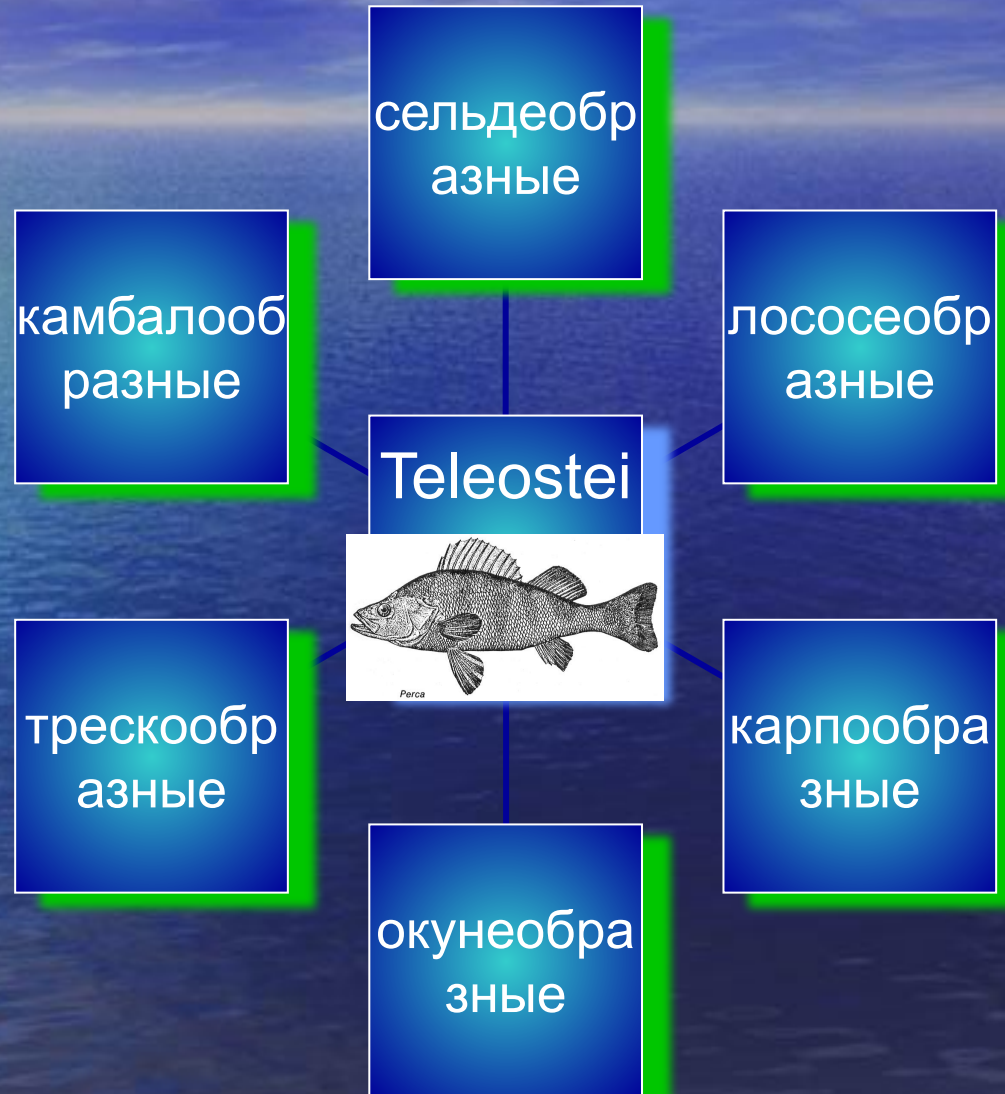 сельдеобр
азные
камбалооб
разные
лососеобр
азные
Teleostei
Perca
трескообр
азные
карпообра
зные
окунеобра
зные